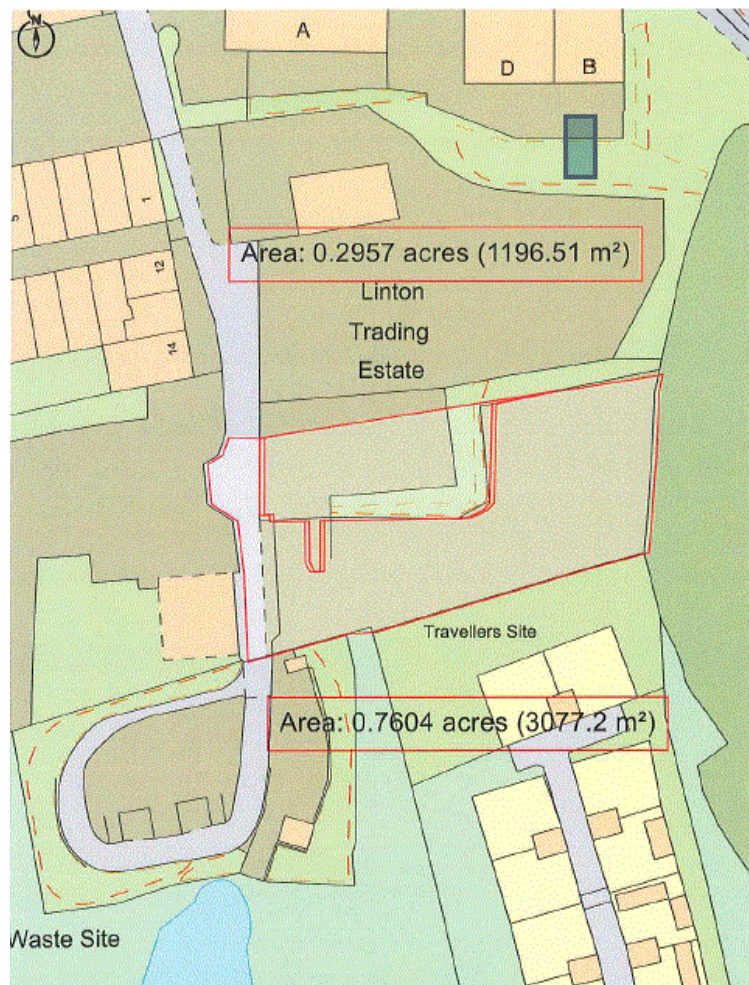 N
A
D
B
5
1
Area: 0.2957 acres (1196.51 m²)
12
Linton
Trading
14
Estate
Travellers Site
Area: 0.7604 acres (3077.2 m²)
Waste Site